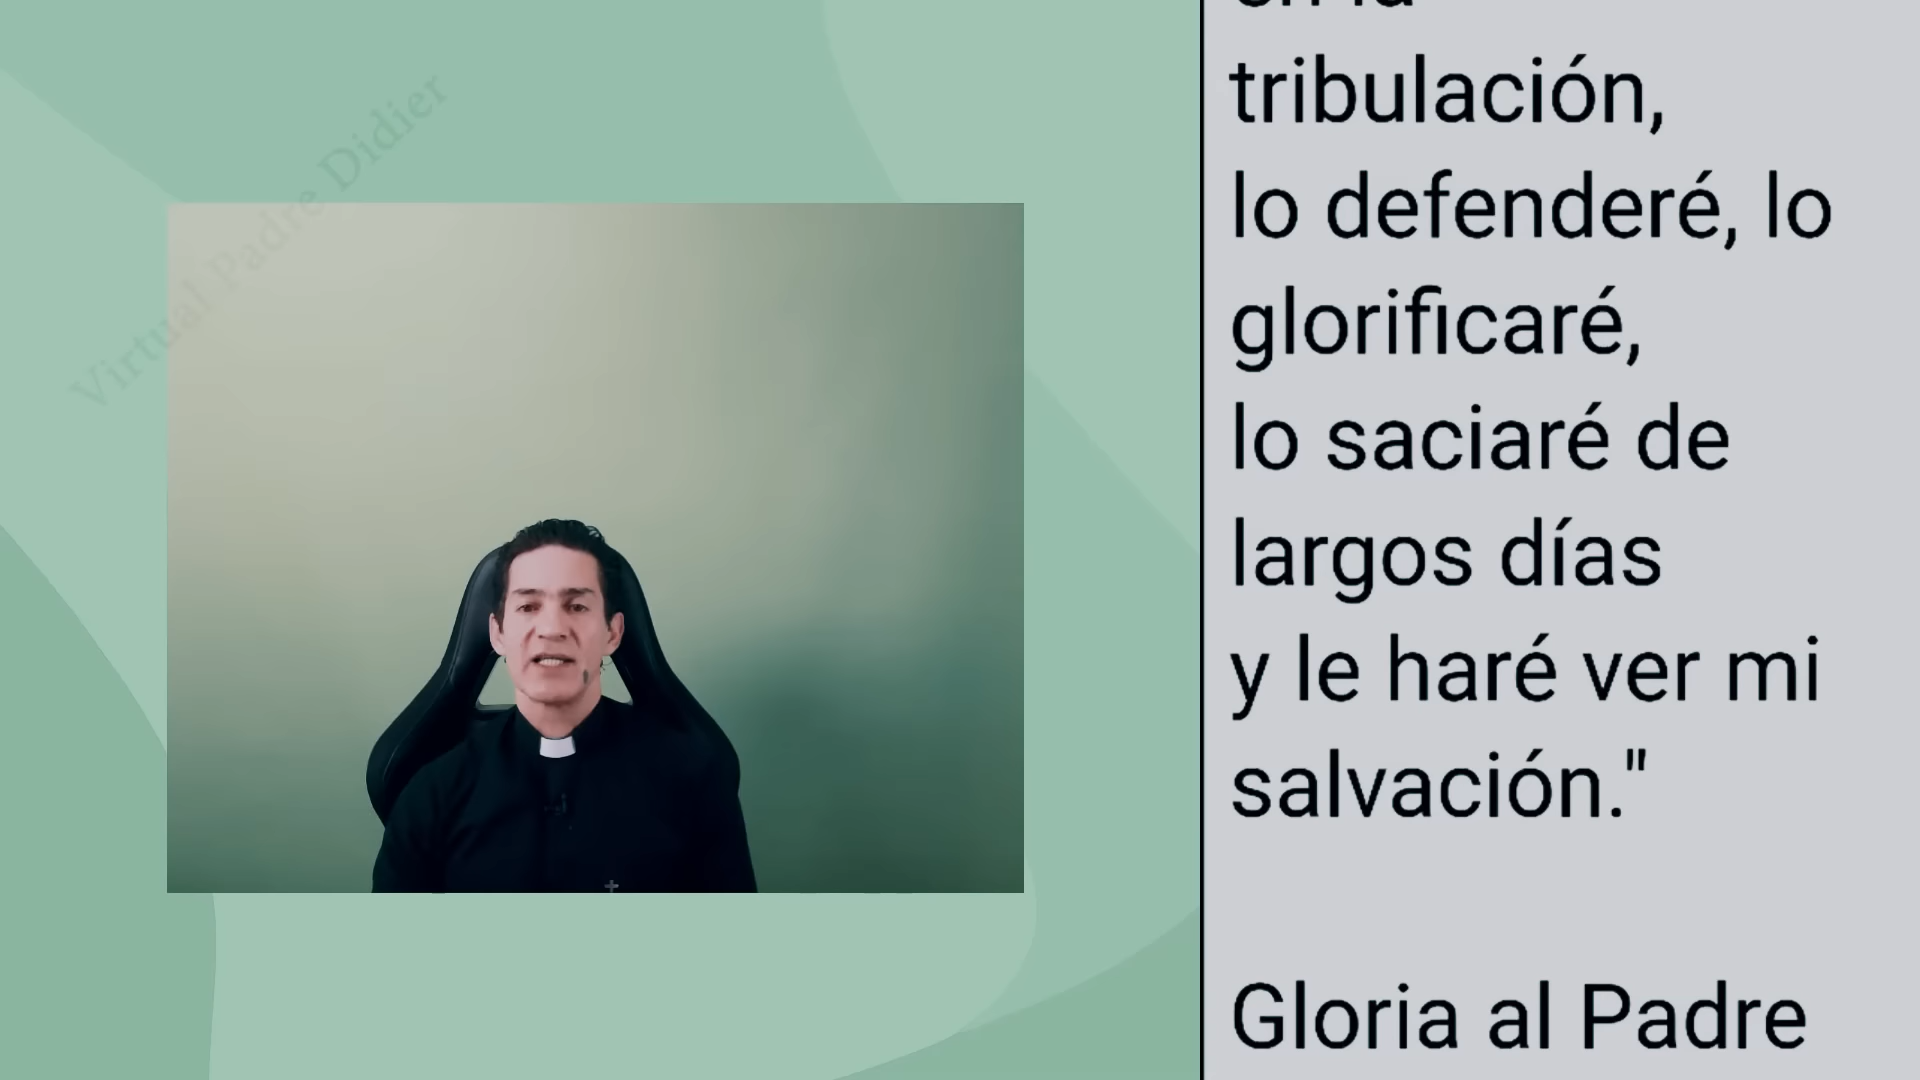 Virtual Padre Didier
tribulación,
lo defenderé, lo
glorificaré,
lo saciaré de
largos días
y le haré ver mi
salvación."
Gloria al Padre